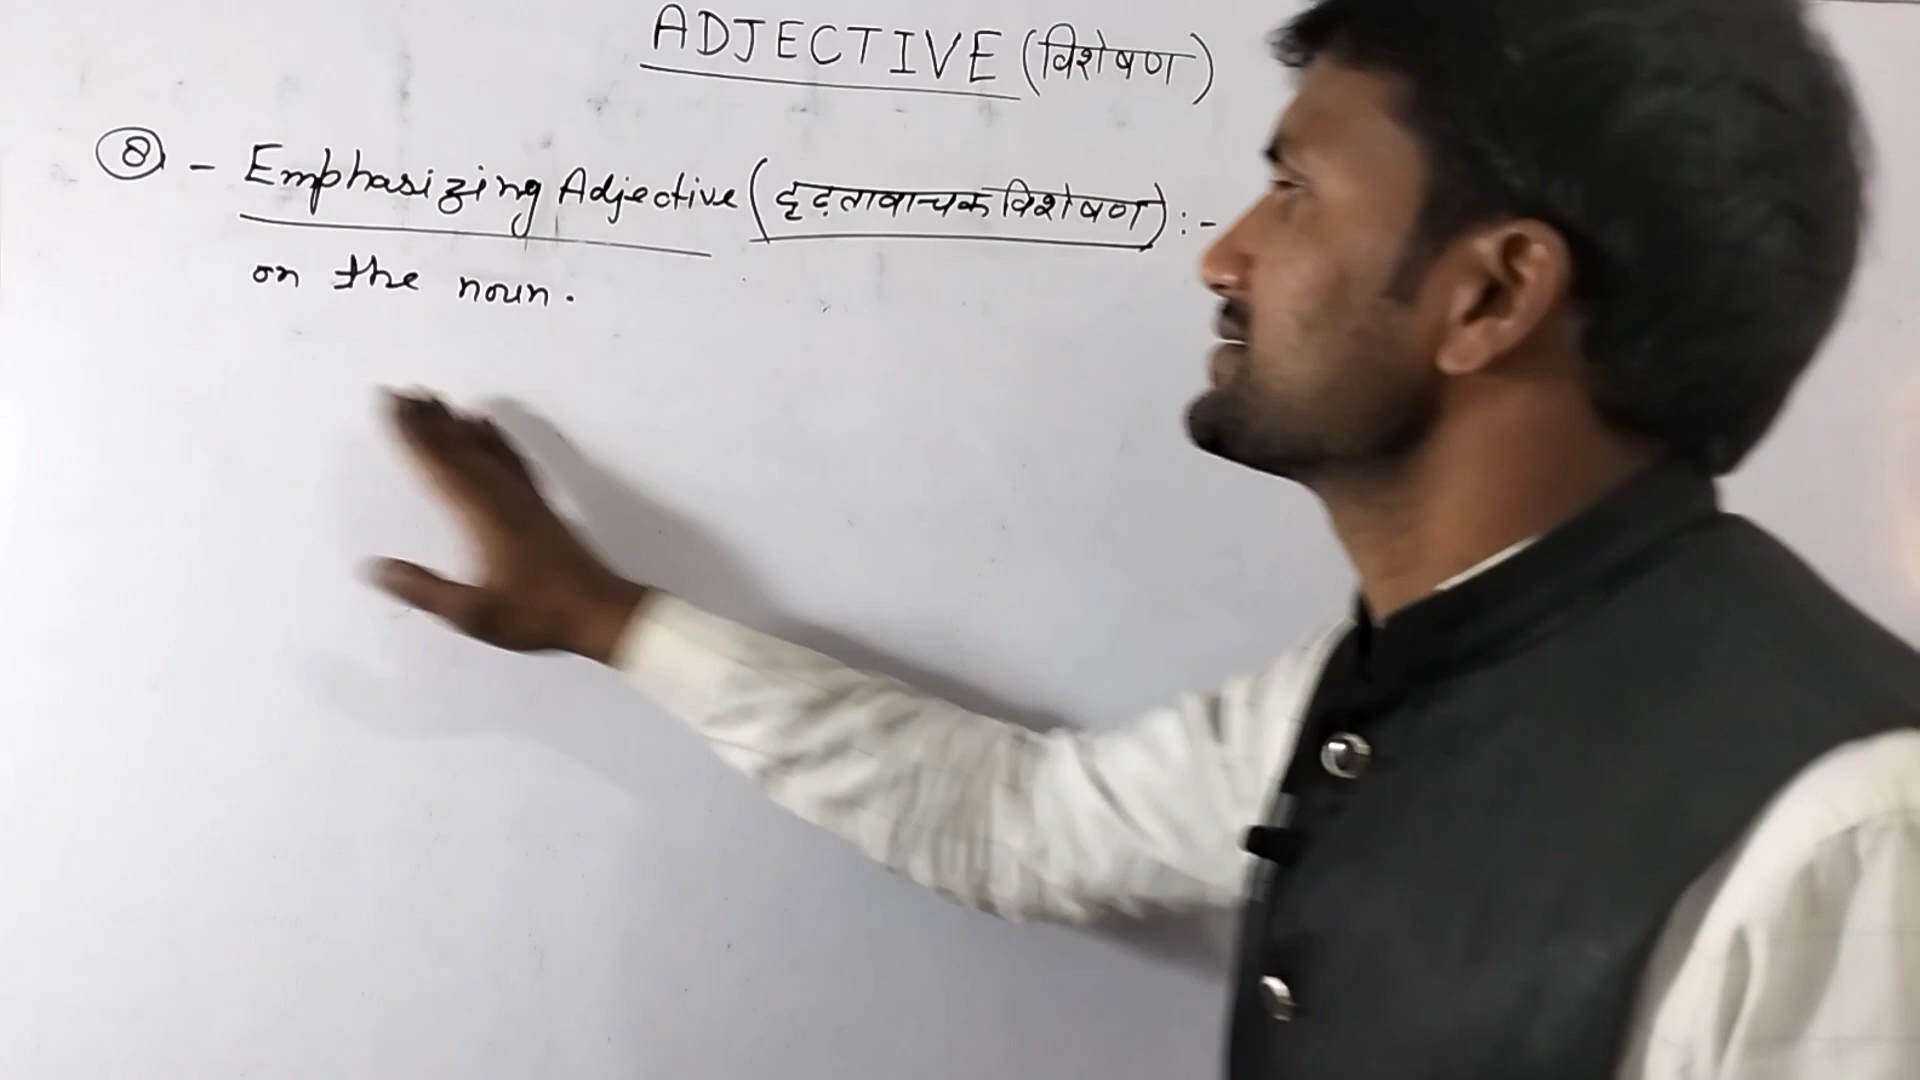 ADJECTIVE (विशेषण)
8 - Emphasizing Adjective (दृढ़तावाचक विशेषण) :-
on the noun.